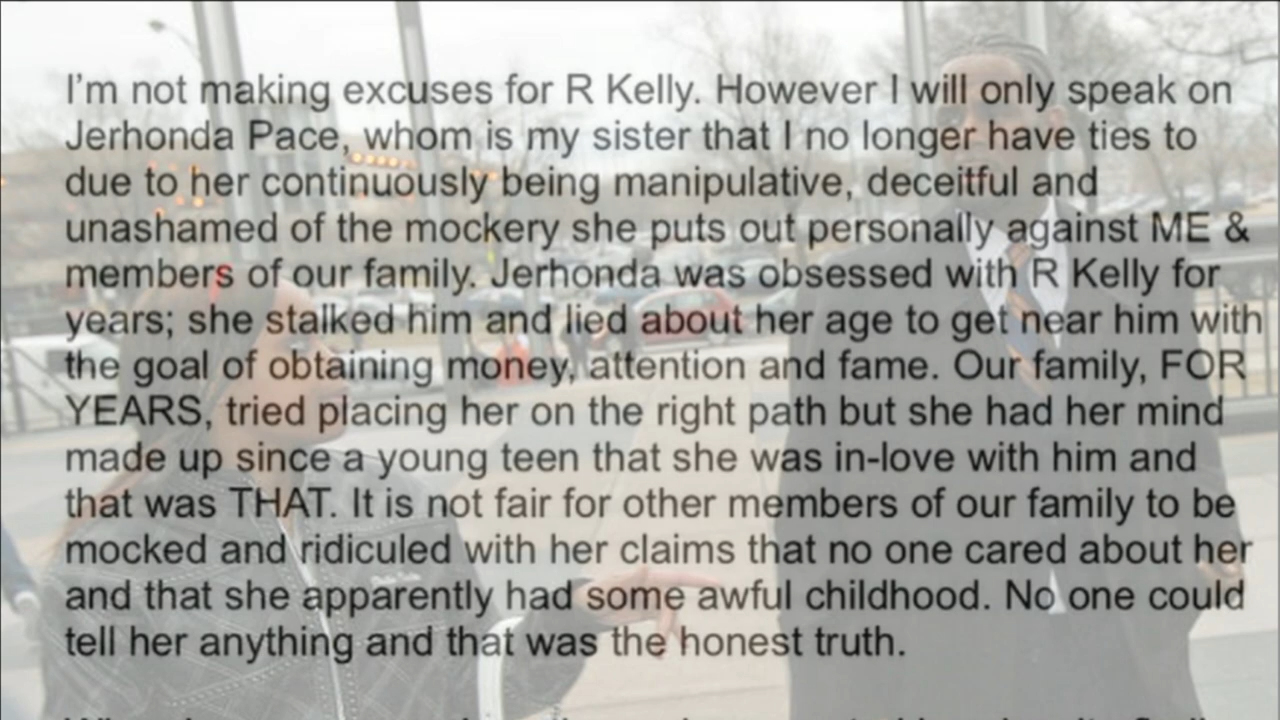 I'm not making excuses for R Kelly. However I will only speak on
Jerhonda Pace, whom is my sister that I no longer have ties to
due to her continuously being manipulative, deceitful and
unashamed of the mockery she puts out personally against ME &
members of our family. Jerhonda was obsessed with R Kelly for
years; she stalked him and lied about her age to get near him with
the goal of obtaining money, attention and fame. Our family, FOR
YEARS, tried placing her on the right path but she had her mind
made up since a young teen that she was in-love with him and
that was THAT. It is not fair for other members of our family to be
mocked and ridiculed with her claims that no one cared about her
and that she apparently had some awful childhood. No one could
tell her anything and that was the honest truth.